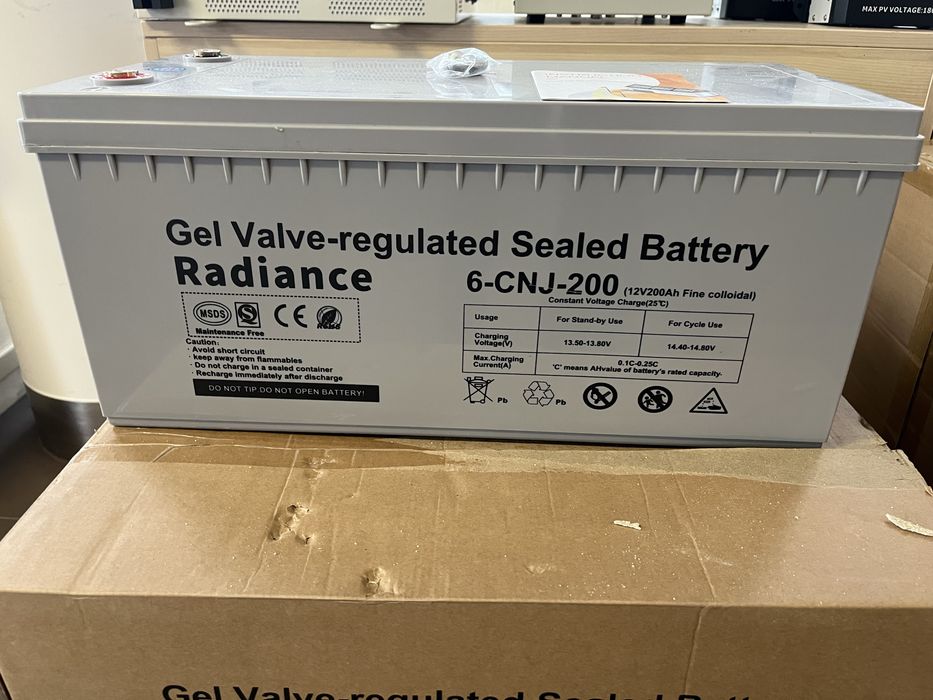 MAX PV VOLTAGE:18
Gel Valve-regulated Sealed Battery
Radiance
6-CNJ-200 (12V200Ah Fine colloidal)
Constant Voltage Charge(25℃)
Usage For Stand-by Use For Cycle Use
Charging Voltage(V) 13.50-13.80V 14.40-14.80V
Max.Charging Current(A) 0.1C-0.25C
'C' means AHvalue of battery's rated capacity.
MSDS CE
Maintenance Free
Caution:
· Avoid short circuit
· keep away from flammables
· Do not charge in a sealed container
· Recharge immediately after discharge
DO NOT TIP.DO NOT OPEN BATTERY!
Pb Pb
Gel Valve-regulated Sealed Batt